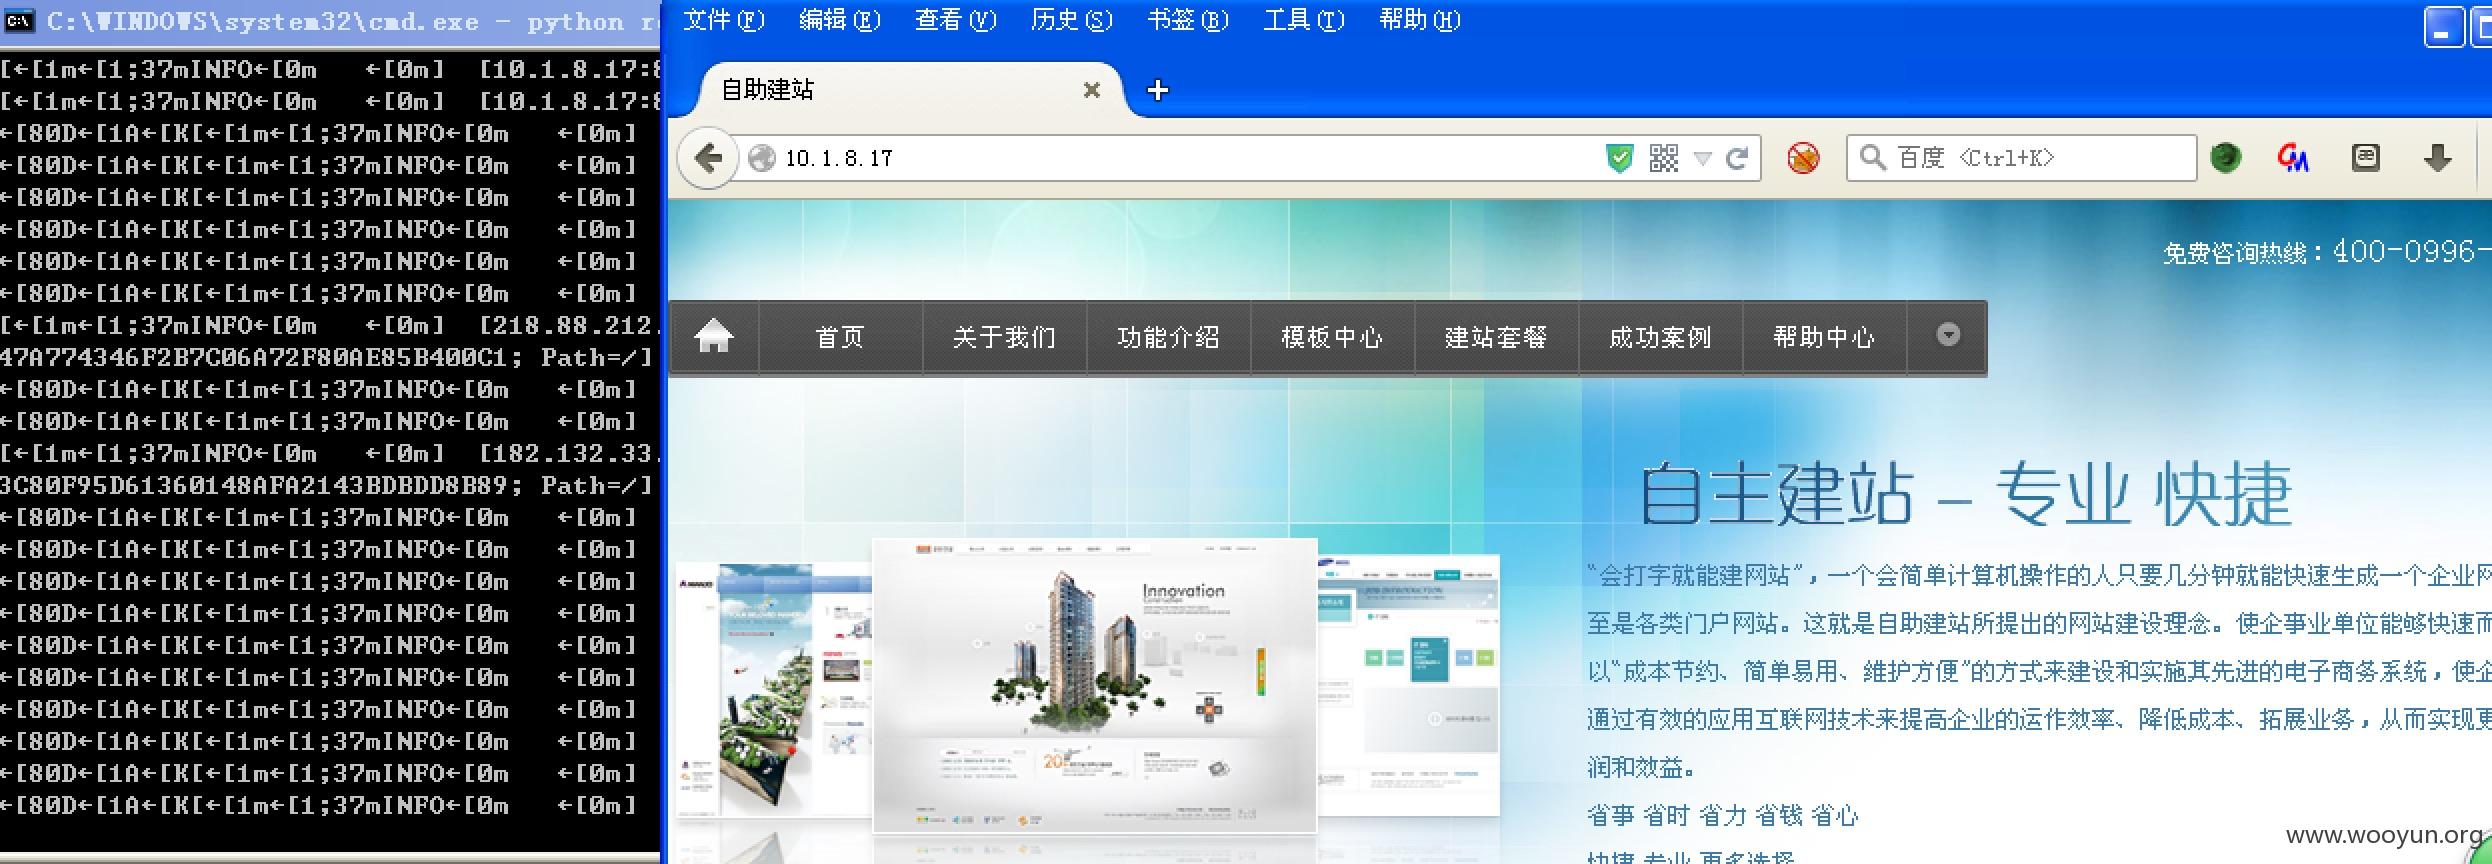 C:\WINDOWS\system32\cmd.exe - python r
[←[1m←[1;37mINFO←[0m   ←[0m]  [10.1.8.17:8
[←[1m←[1;37mINFO←[0m   ←[0m]  [10.1.8.17:8
←[80D←[1A←[K[←[1m←[1;37mINFO←[0m   ←[0m]
←[80D←[1A←[K[←[1m←[1;37mINFO←[0m   ←[0m]
←[80D←[1A←[K[←[1m←[1;37mINFO←[0m   ←[0m]
←[80D←[1A←[K[←[1m←[1;37mINFO←[0m   ←[0m]
←[80D←[1A←[K[←[1m←[1;37mINFO←[0m   ←[0m]
←[80D←[1A←[K[←[1m←[1;37mINFO←[0m   ←[0m]
[←[1m←[1;37mINFO←[0m   ←[0m]  [218.88.212.
47A774346F2B7C06A72F80AE85B400C1; Path=/]
←[80D←[1A←[K[←[1m←[1;37mINFO←[0m   ←[0m]
←[80D←[1A←[K[←[1m←[1;37mINFO←[0m   ←[0m]
[←[1m←[1;37mINFO←[0m   ←[0m]  [182.132.33.
3C80F95D61360148AFA2143BDBDD8B89; Path=/]
←[80D←[1A←[K[←[1m←[1;37mINFO←[0m   ←[0m]
←[80D←[1A←[K[←[1m←[1;37mINFO←[0m   ←[0m]
←[80D←[1A←[K[←[1m←[1;37mINFO←[0m   ←[0m]
←[80D←[1A←[K[←[1m←[1;37mINFO←[0m   ←[0m]
←[80D←[1A←[K[←[1m←[1;37mINFO←[0m   ←[0m]
←[80D←[1A←[K[←[1m←[1;37mINFO←[0m   ←[0m]
←[80D←[1A←[K[←[1m←[1;37mINFO←[0m   ←[0m]
←[80D←[1A←[K[←[1m←[1;37mINFO←[0m   ←[0m]
←[80D←[1A←[K[←[1m←[1;37mINFO←[0m   ←[0m]
←[80D←[1A←[K[←[1m←[1;37mINFO←[0m   ←[0m]
文件(F) 编辑(E) 查看(V) 历史(S) 书签(B) 工具(T) 帮助(H)
自助建站
10.1.8.17
百度 <Ctrl+K>
免费咨询热线：400-0996-
首页 关于我们 功能介绍 模板中心 建站套餐 成功案例 帮助中心
自主建站 – 专业 快捷
Innovation
“会打字就能建网站”，一个会简单计算机操作的人只要几分钟就能快速生成一个企业网
至是各类门户网站。这就是自助建站所提出的网站建设理念。使企事业单位能够快速而
以“成本节约、简单易用、维护方便”的方式来建设和实施其先进的电子商务系统，使企
通过有效的应用互联网技术来提高企业的运作效率、降低成本、拓展业务，从而实现更
润和效益。
省事 省时 省力 省钱 省心
快捷 专业 更多选择
www.wooyun.org